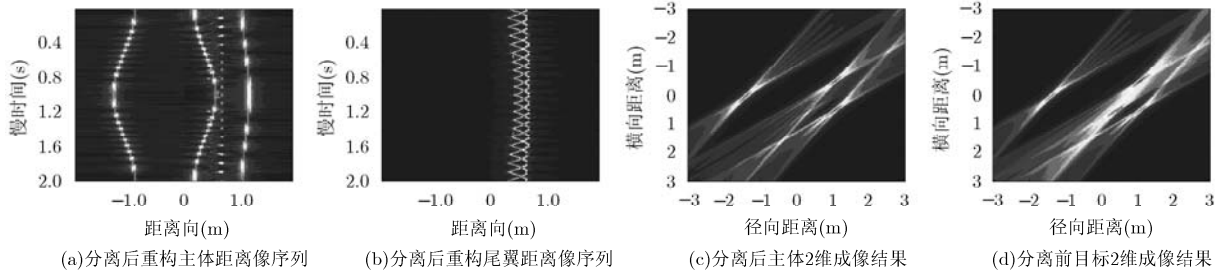 慢时间(s)
0.4
0.8
1.2
1.6
2.0
−1.0 0 1.0
距离向(m)
(a)分离后重构主体距离像序列
慢时间(s)
0.4
0.8
1.2
1.6
2.0
−1.0 0 1.0
距离向(m)
(b)分离后重构尾翼距离像序列
横向距离(m)
−3
−2
−1
0
1
2
3
−3 −2 −1 0 1 2 3
径向距离(m)
(c)分离后主体2维成像结果
横向距离(m)
−3
−2
−1
0
1
2
3
−3 −2 −1 0 1 2 3
径向距离(m)
(d)分离前目标2维成像结果